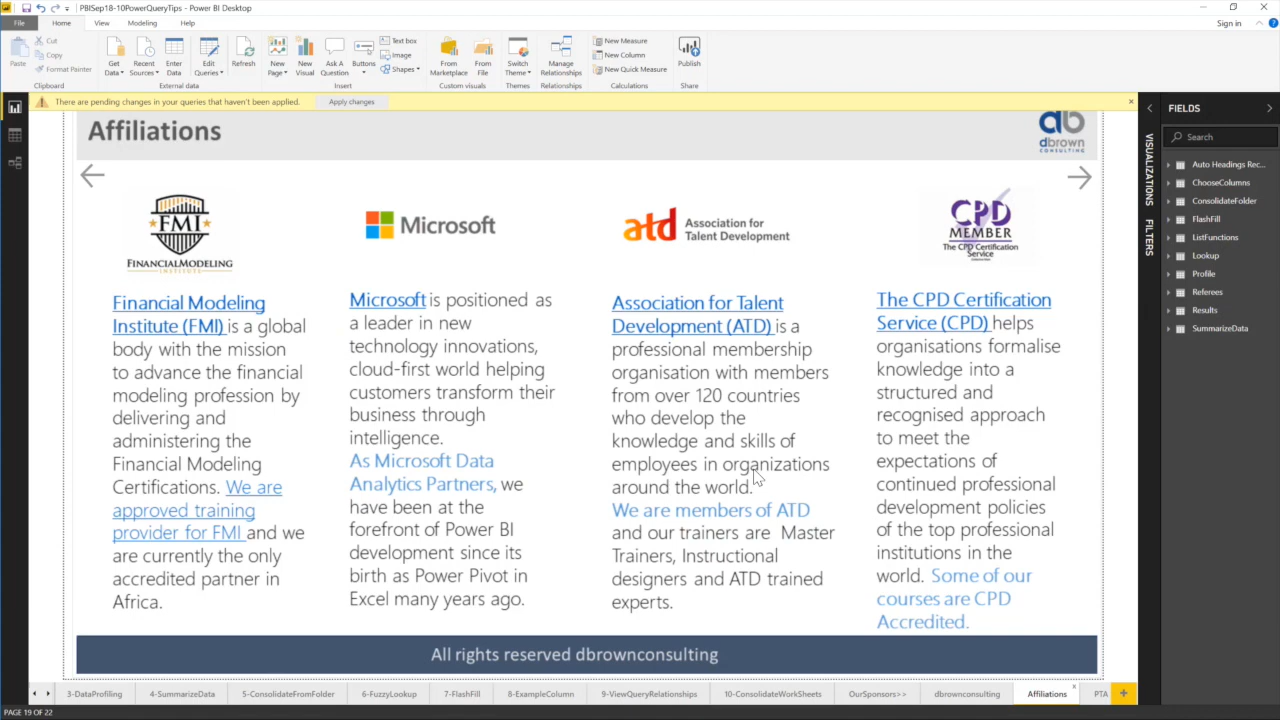 PBISep18-10PowerQueryTips - Power BI Desktop
File
Home
View
Modeling
Help
Sign in
Paste
Cut
Copy
Format Painter
Clipboard
Get Data
Recent Sources
Enter Data
Edit Queries
Refresh
External data
New Page
New Visual
Ask A Question
Buttons
Text box
Image
Shapes
Insert
From Marketplace
From File
Custom visuals
Switch Theme
Themes
Manage Relationships
Relationships
New Measure
New Column
New Quick Measure
Calculations
Publish
Share
There are pending changes in your queries that haven't been applied.
Apply changes
Affiliations
ab
dbrown
CONSULTING
FMI
FINANCIALMODELING
INSTITUTE
Microsoft
atd
Association for
Talent Development
CPD
MEMBER
The CPD Certification
Service
Financial Modeling
Institute (FMI) is a global
body with the mission
to advance the financial
modeling profession by
delivering and
administering the
Financial Modeling
Certifications. We are
approved training
provider for FMI and we
are currently the only
accredited partner in
Africa.
Microsoft is positioned as
a leader in new
technology innovations,
cloud-first world helping
customers transform their
business through
intelligence.
As Microsoft Data
Analytics Partners, we
have been at the
forefront of Power BI
development since its
birth as Power Pivot in
Excel many years ago.
Association for Talent
Development (ATD) is a
professional membership
organisation with members
from over 120 countries
who develop the
knowledge and skills of
employees in organizations
around the world.
We are members of ATD
and our trainers are Master
Trainers, Instructional
designers and ATD trained
experts.
The CPD Certification
Service (CPD) helps
organisations formalise
knowledge into a
structured and
recognised approach
to meet the
expectations of
continued professional
development policies
of the top professional
institutions in the
world. Some of our
courses are CPD
Accredited.
All rights reserved dbrownconsulting
VISUALIZATIONS
FILTERS
FIELDS
Search
Auto Headings Rec...
ChooseColumns
ConsolidateFolder
FlashFill
ListFunctions
Lookup
Profile
Referees
Results
SummarizeData
3-DataProfiling
4-SummarizeData
5-ConsolidateFromFolder
6-FuzzyLookup
7-FlashFill
8-ExampleColumn
9-ViewQueryRelationships
10-ConsolidateWorkSheets
OurSponsors>>
dbrownconsulting
Affiliations
PTA
PAGE 19 OF 22